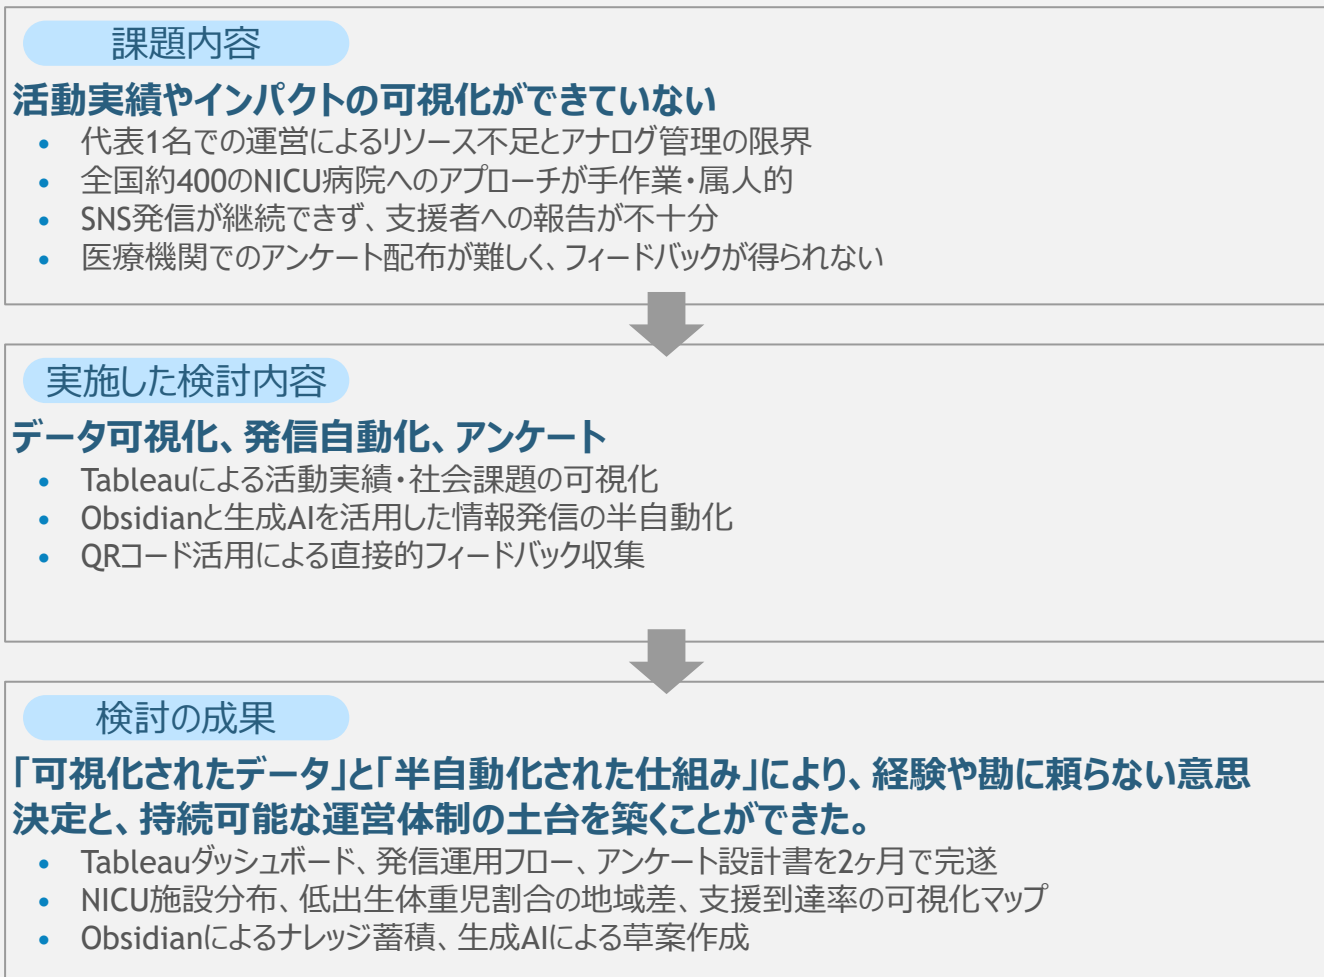 課題内容
活動実績やインパクトの可視化ができていない
• 代表1名での運営によるリソース不足とアナログ管理の限界
• 全国約400のNICU病院へのアプローチが手作業・属人的
• SNS発信が継続できず、支援者への報告が不十分
• 医療機関でのアンケート配布が難しく、フィードバックが得られない
実施した検討内容
データ可視化、発信自動化、アンケート
• Tableauによる活動実績・社会課題の可視化
• Obsidianと生成AIを活用した情報発信の半自動化
• QRコード活用による直接的フィードバック収集
検討の成果
「可視化されたデータ」と「半自動化された仕組み」により、経験や勘に頼らない意思
決定と、持続可能な運営体制の土台を築くことができた。
• Tableauダッシュボード、発信運用フロー、アンケート設計書を2ヶ月で完遂
• NICU施設分布、低出生体重児割合の地域差、支援到達率の可視化マップ
• Obsidianによるナレッジ蓄積、生成AIによる草案作成